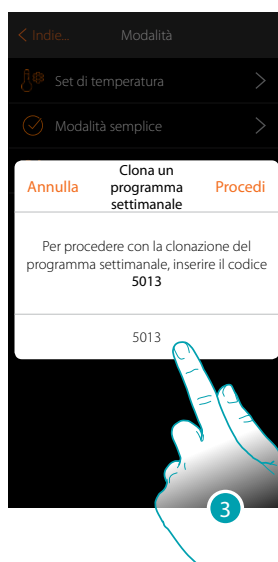 < Indie... Modalità
Set di temperatura >
Modalità semplice >
Annulla Clona un programma settimanale Procedi
Per procedere con la clonazione del
programma settimanale, inserire il codice
5013
5013
3